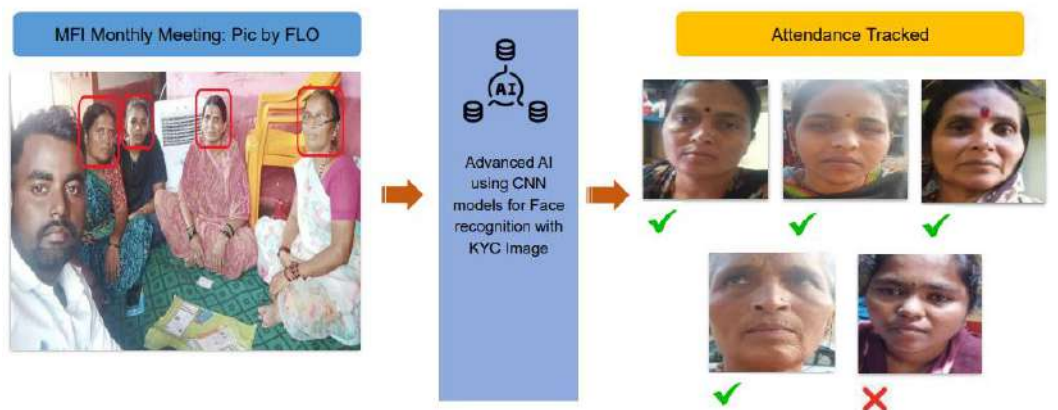 MFI Monthly Meeting: Pic by FLO
AI
Advanced AI
using CNN
models for Face
recognition with
KYC Image
Attendance Tracked